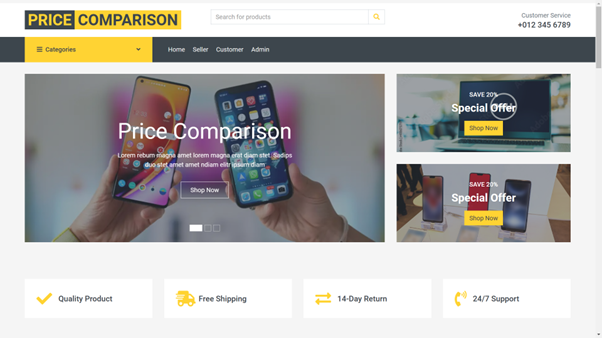 PRICE COMPARISON
Search for products
Customer Service
+012 345 6789
Categories
Home Seller Customer Admin
Price Comparison
Lorem rebum magna amet lorem magna erat diam stet. Sadips
duo stet amet amet ndiam elitr ipsum diam
Shop Now
SAVE 20%
Special Offer
Shop Now
SAVE 20%
Special Offer
Shop Now
Quality Product
Free Shipping
14-Day Return
24/7 Support